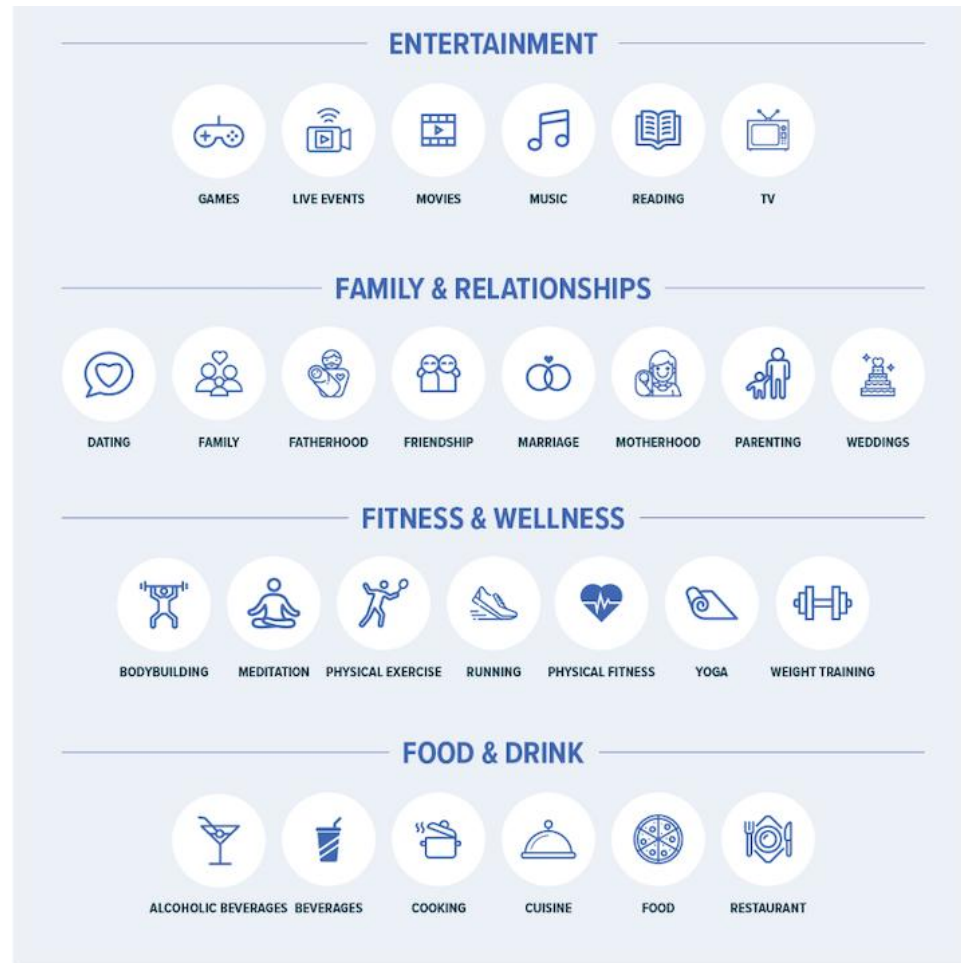 ENTERTAINMENT
GAMES LIVE EVENTS MOVIES MUSIC READING TV
FAMILY & RELATIONSHIPS
DATING FAMILY FATHERHOOD FRIENDSHIP MARRIAGE MOTHERHOOD PARENTING WEDDINGS
FITNESS & WELLNESS
BODYBUILDING MEDITATION PHYSICAL EXERCISE RUNNING PHYSICAL FITNESS YOGA WEIGHT TRAINING
FOOD & DRINK
ALCOHOLIC BEVERAGES BEVERAGES COOKING CUISINE FOOD RESTAURANT